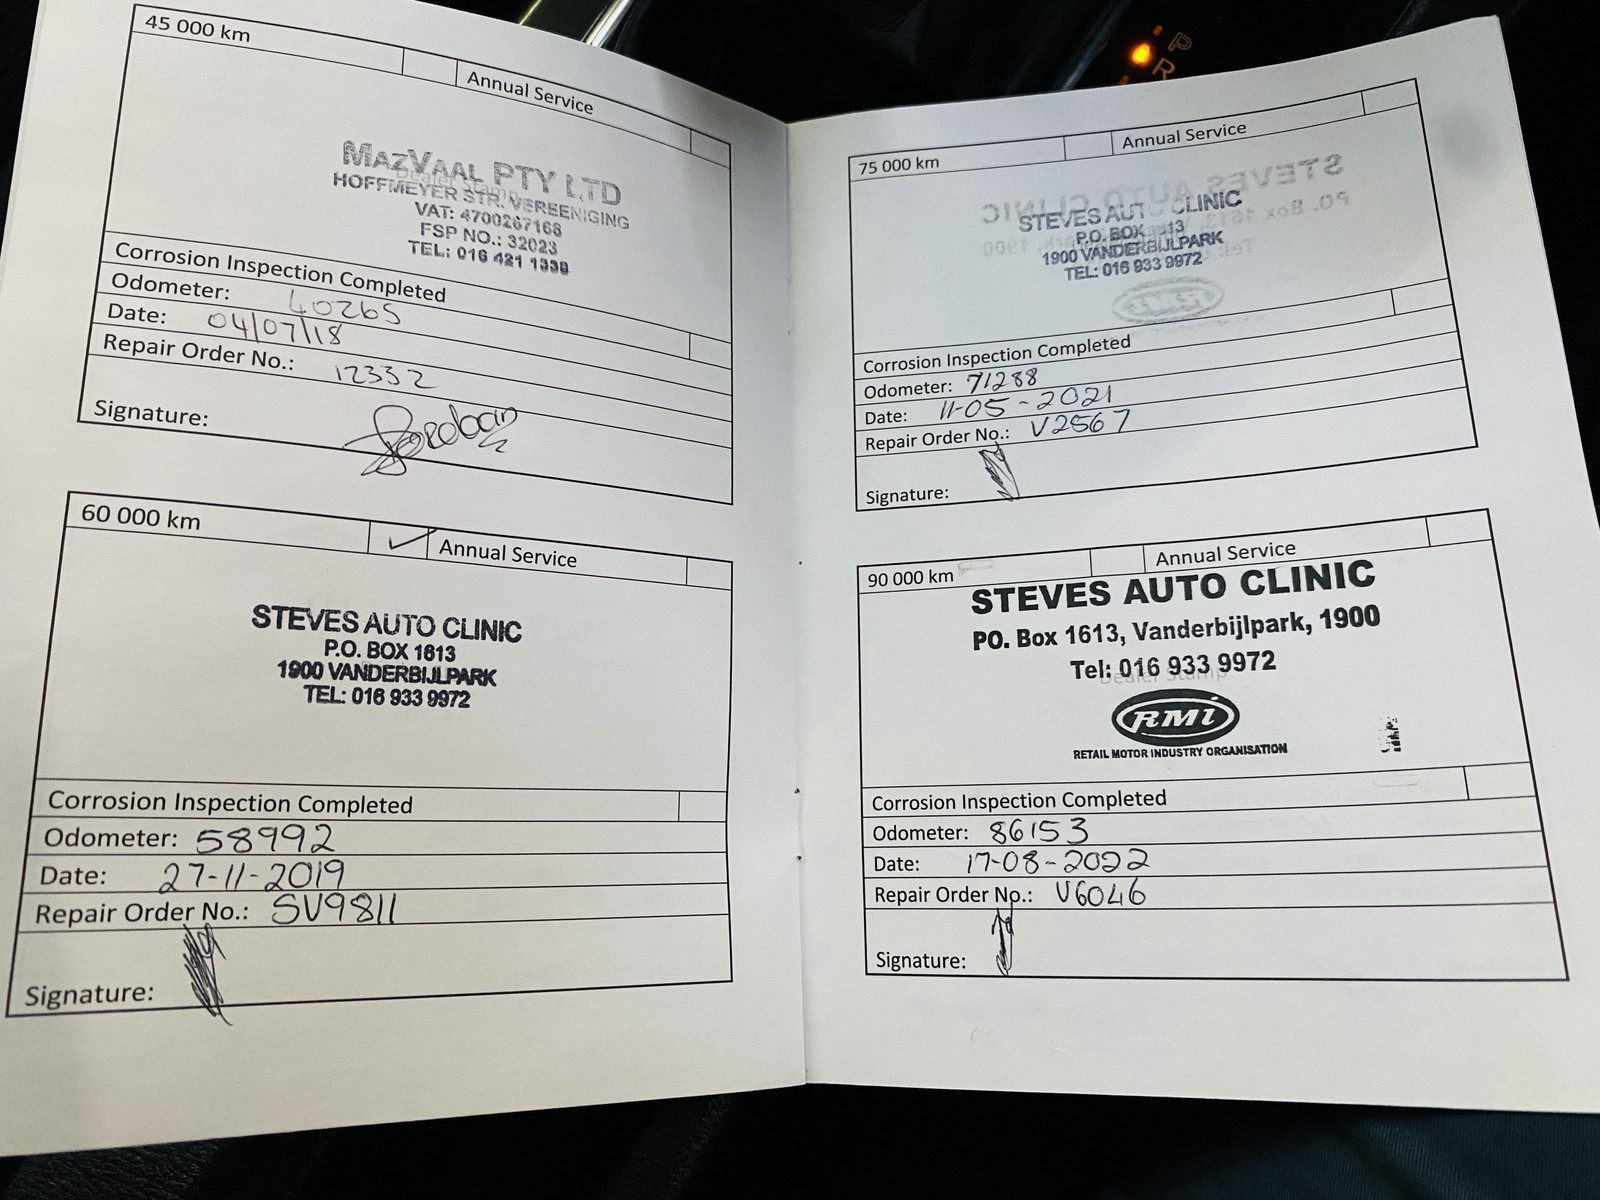 45 000 km
Annual Service
MAZVAAL PTY LTD
HOFFMEYER STR. VEREENIGING
VAT: 4700267168
FSP NO.: 32023
TEL: 016 421 1338
Corrosion Inspection Completed
Odometer: 40265
Date: 04/07/18
Repair Order No.: 12332
Signature:
60 000 km ✓ Annual Service
STEVES AUTO CLINIC
P.O. BOX 1613
1900 VANDERBIJLPARK
TEL: 016 933 9972
Corrosion Inspection Completed
Odometer: 58992
Date: 27-11-2019
Repair Order No.: SV9811
Signature:
75 000 km
Annual Service
STEVES AUTO CLINIC
P.O. BOX 1613
1900 VANDERBIJLPARK
TEL: 016 933 9972
Corrosion Inspection Completed
Odometer: 71288
Date: 11-05-2021
Repair Order No.: V2567
Signature:
90 000 km
Annual Service
STEVES AUTO CLINIC
PO. Box 1613, Vanderbijlpark, 1900
Tel: 016 933 9972
Dealer Stamp
RMI
RETAIL MOTOR INDUSTRY ORGANISATION
Corrosion Inspection Completed
Odometer: 86153
Date: 17-08-2022
Repair Order No.: V6046
Signature:
P
R